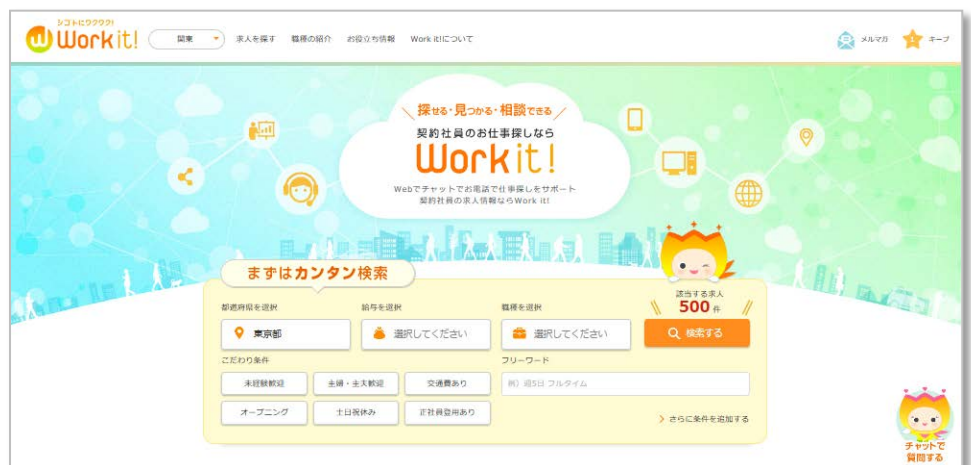 シゴトにワクワク!
Work it!
関東
求人を探す 職種の紹介 お役立ち情報 Work it!について
メルマガ
キープ
探せる・見つかる・相談できる
契約社員のお仕事探しなら
Work it!
Webでチャットでお電話で仕事探しをサポート
契約社員の求人情報ならWork it!
まずはカンタン検索
該当する求人
500 件
都道府県を選択 給与を選択 職種を選択
東京都 選択してください 選択してください 検索する
こだわり条件 フリーワード
未経験歓迎 主婦・主夫歓迎 交通費あり 例）週5日 フルタイム
オープニング 土日祝休み 正社員登用あり さらに条件を追加する
チャットで
質問する